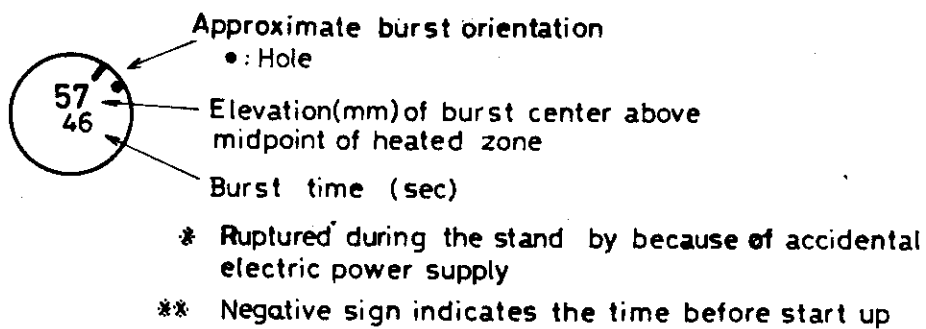 Approximate burst orientation
• : Hole
57
46
Elevation(mm) of burst center above
midpoint of heated zone
Burst time (sec)
* Ruptured during the stand by because of accidental
electric power supply
** Negative sign indicates the time before start up